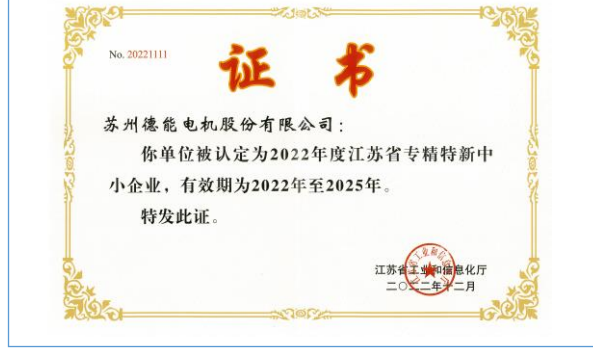 No. 20221111
证 书
苏州德能电机股份有限公司：
你单位被认定为2022年度江苏省专精特新中
小企业，有效期为2022年至2025年。
特发此证。
江苏省工业和信息化厅
二〇二二年十二月